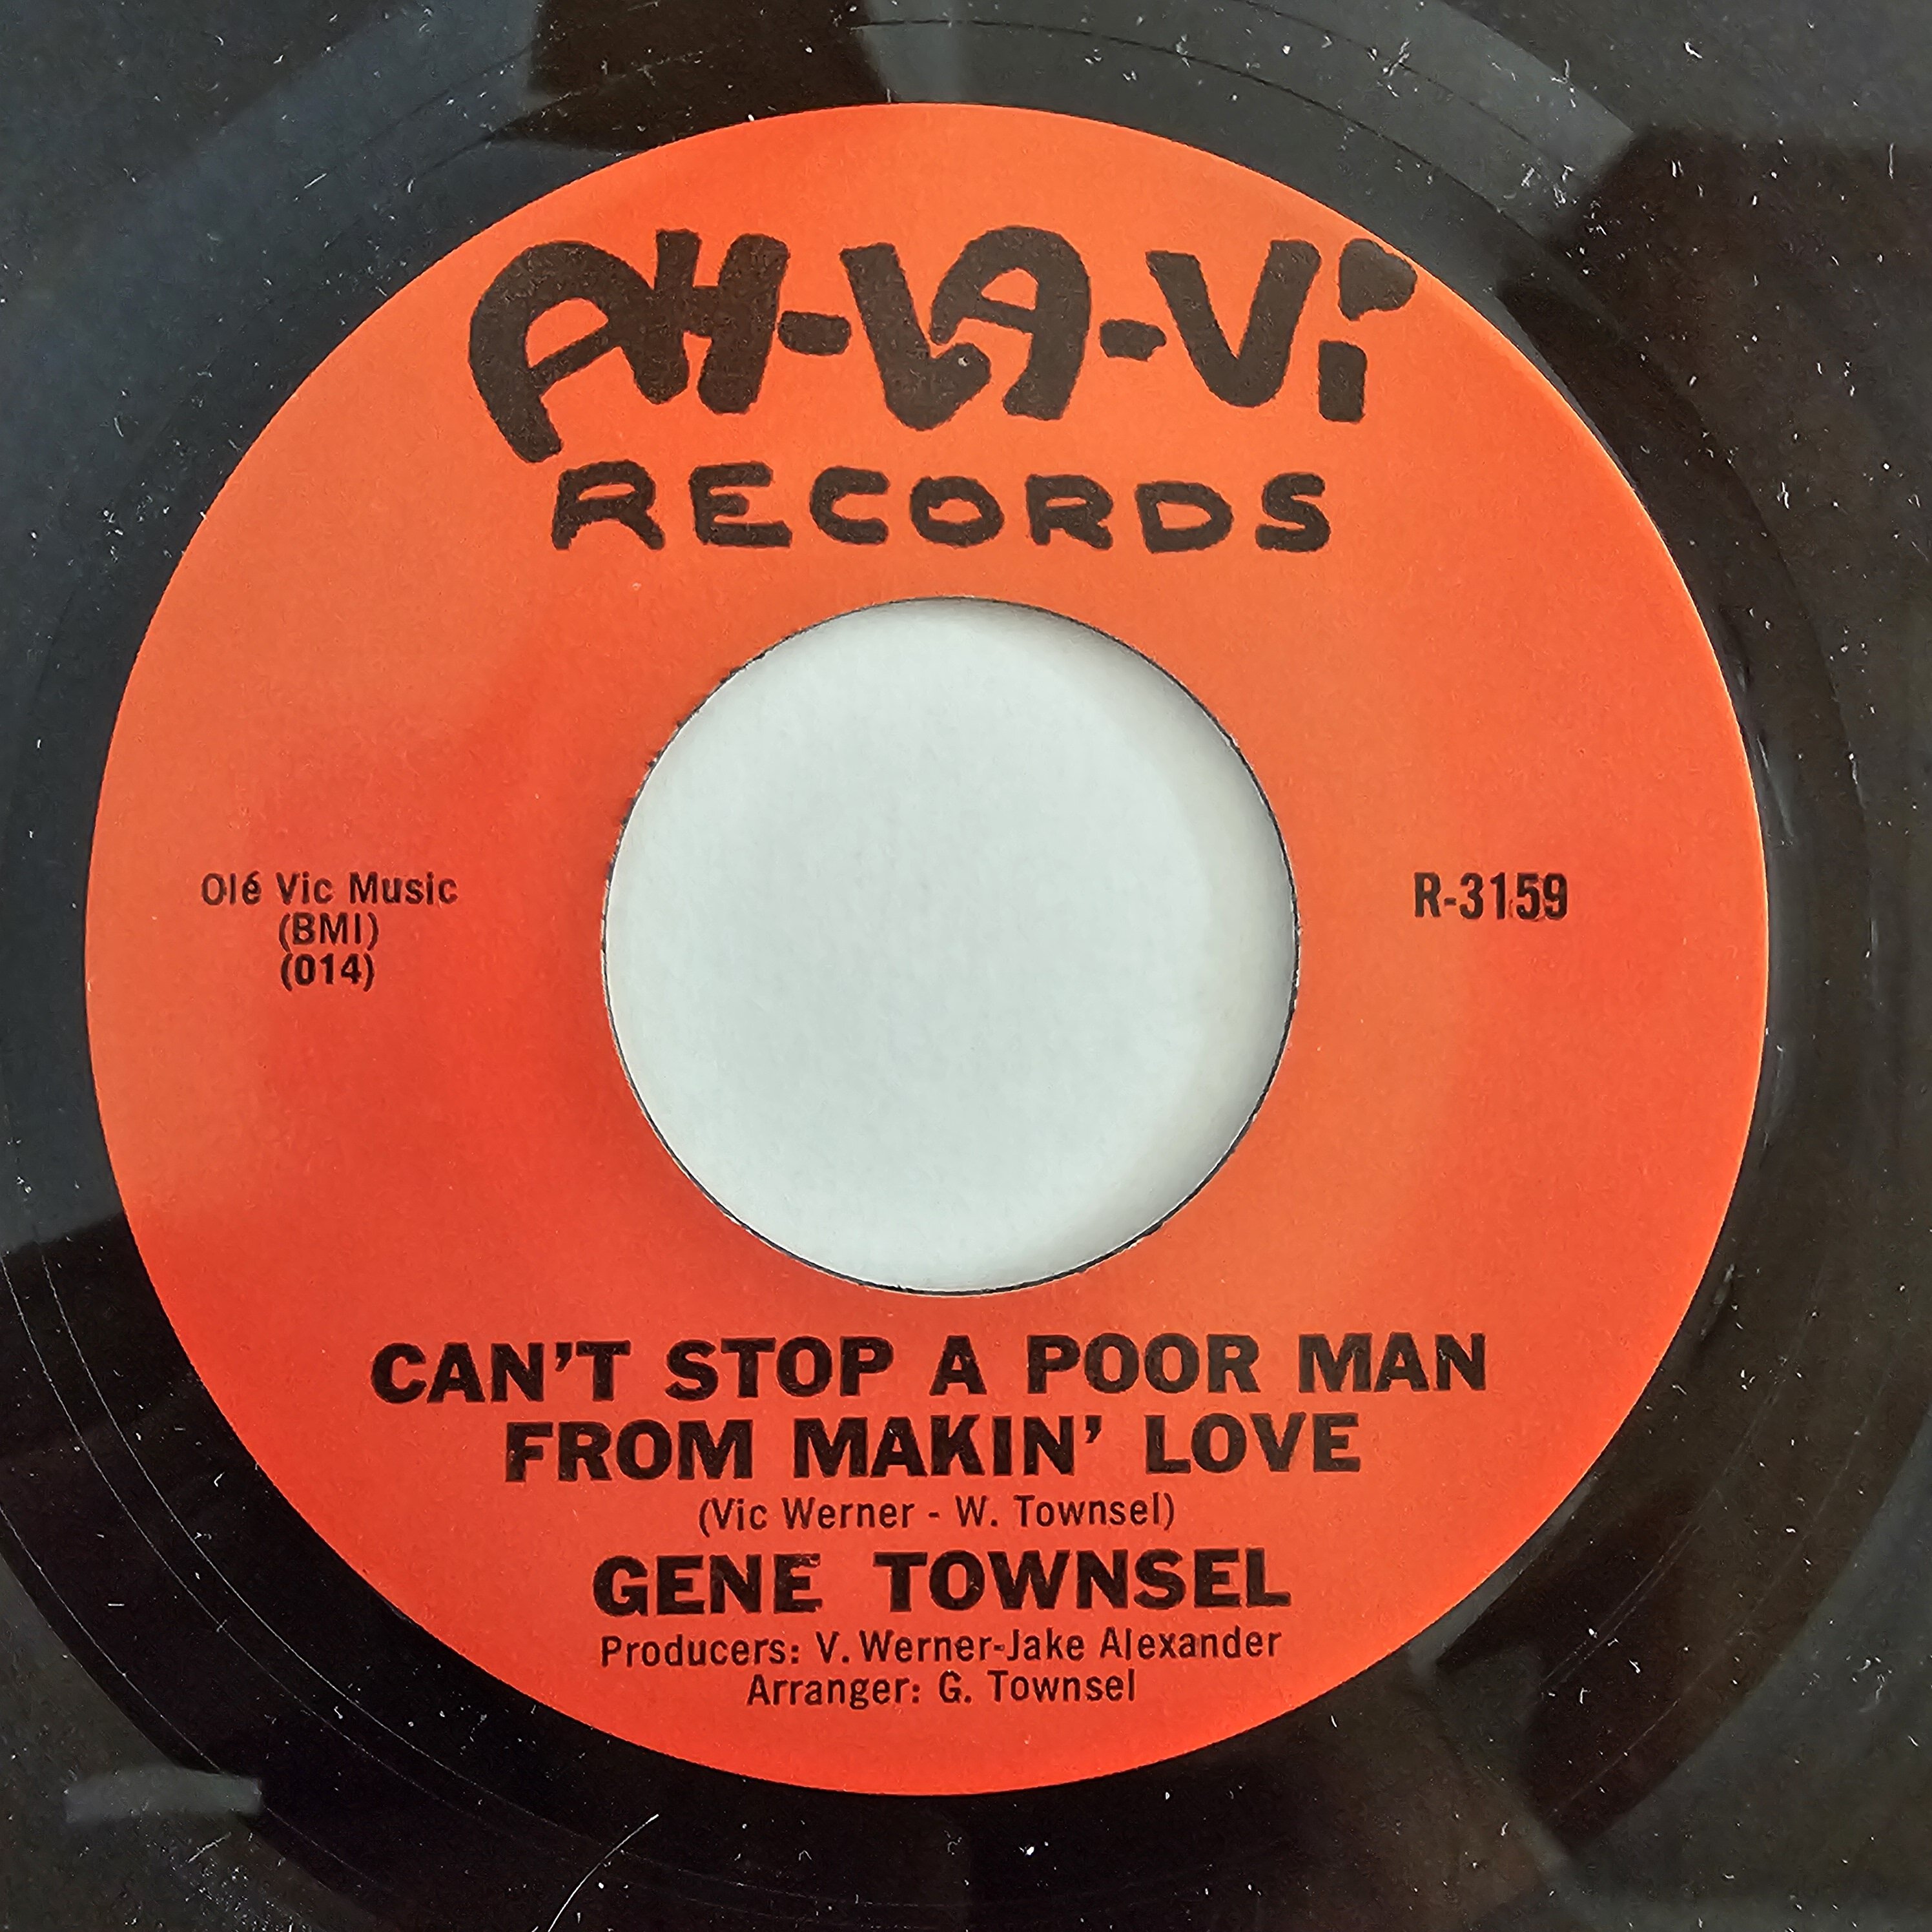 AH-LA-Vi
RECORDS
Olé Vic Music
(BMI)
(014)
R-3159
CAN'T STOP A POOR MAN
FROM MAKIN' LOVE
(Vic Werner - W. Townsel)
GENE TOWNSEL
Producers: V. Werner-Jake Alexander
Arranger: G. Townsel